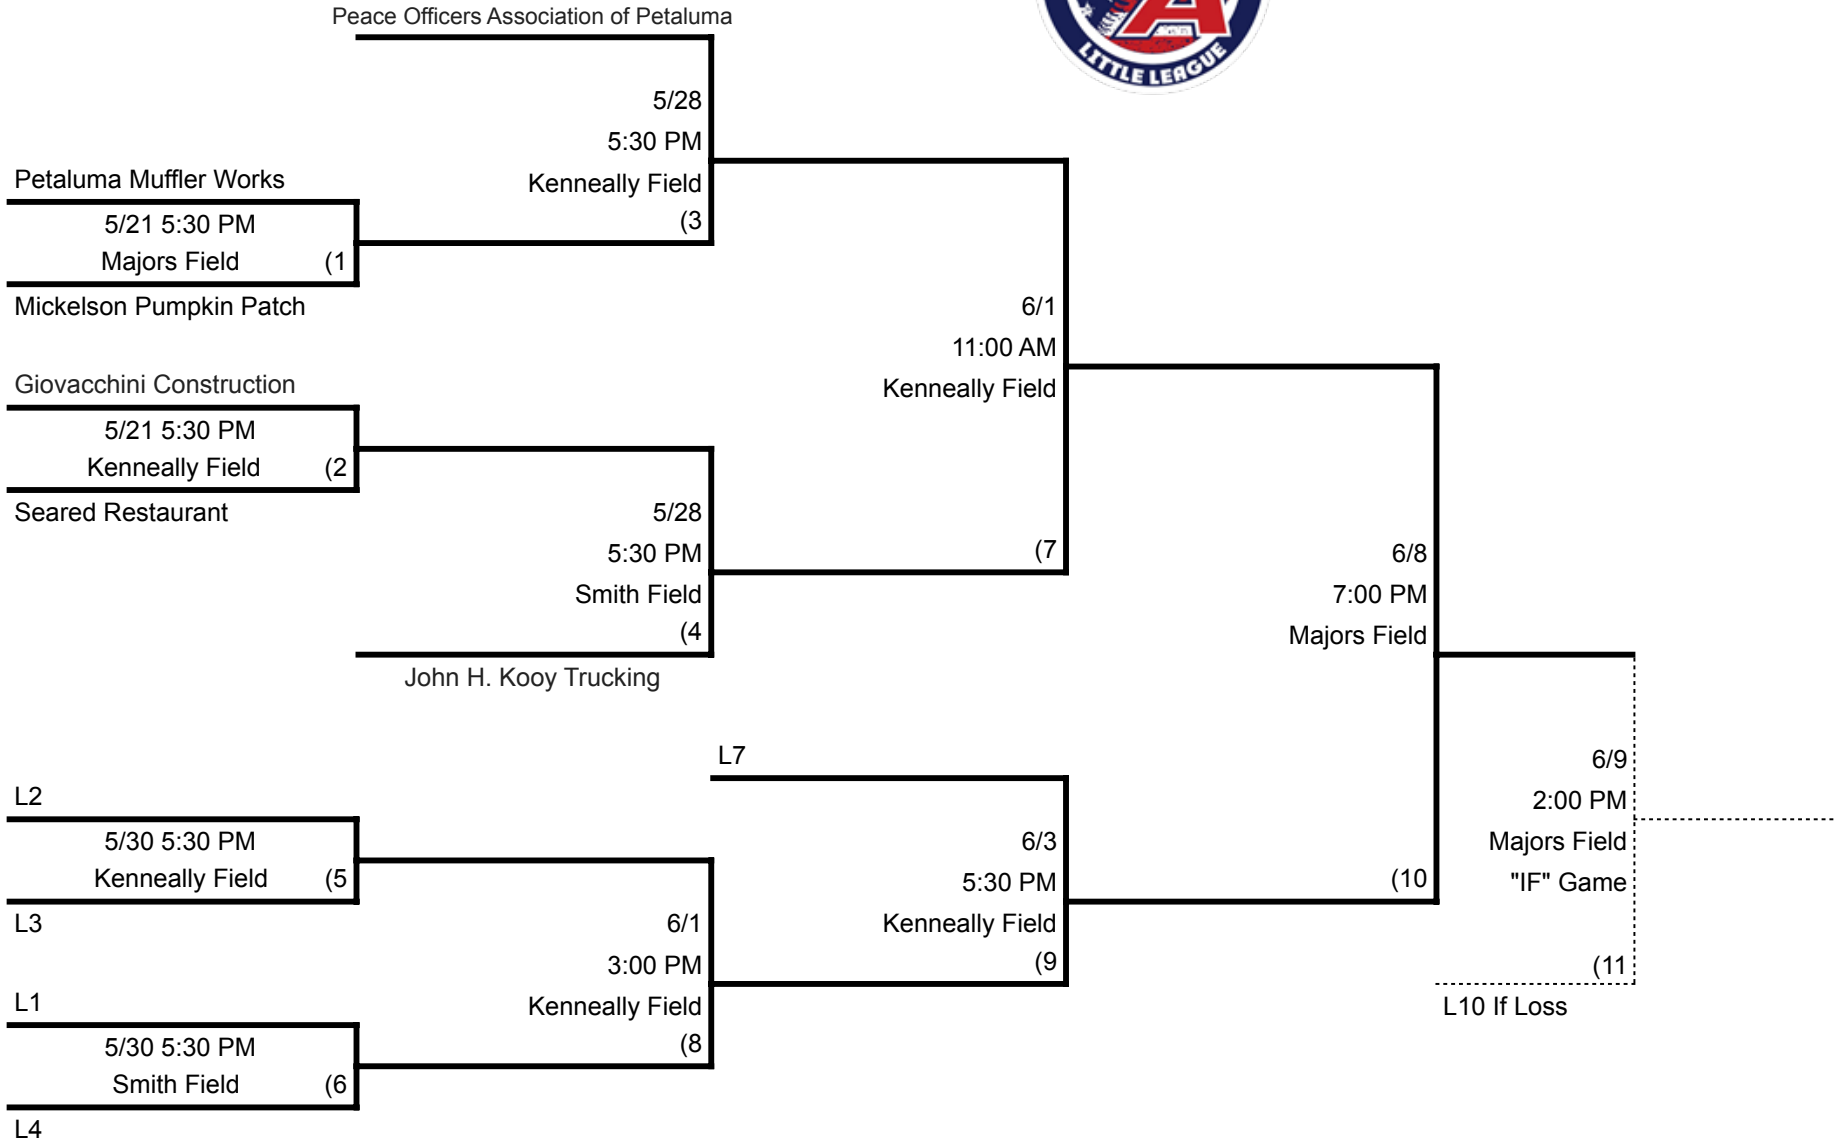 Peace Officers Association of Petaluma
A
LITTLE LEAGUE
5/28
5:30 PM
Kenneally Field
(3
Petaluma Muffler Works
5/21 5:30 PM
Majors Field (1
Mickelson Pumpkin Patch
6/1
11:00 AM
Kenneally Field
(7
Giovacchini Construction
5/21 5:30 PM
Kenneally Field (2
Seared Restaurant
5/28
5:30 PM
Smith Field
(4
John H. Kooy Trucking
6/8
7:00 PM
Majors Field
(10
L7
6/3
5:30 PM
Kenneally Field
(9
L2
5/30 5:30 PM
Kenneally Field (5
L3
6/1
3:00 PM
Kenneally Field
(8
L1
5/30 5:30 PM
Smith Field (6
L4
6/9
2:00 PM
Majors Field
"IF" Game
(11
L10 If Loss